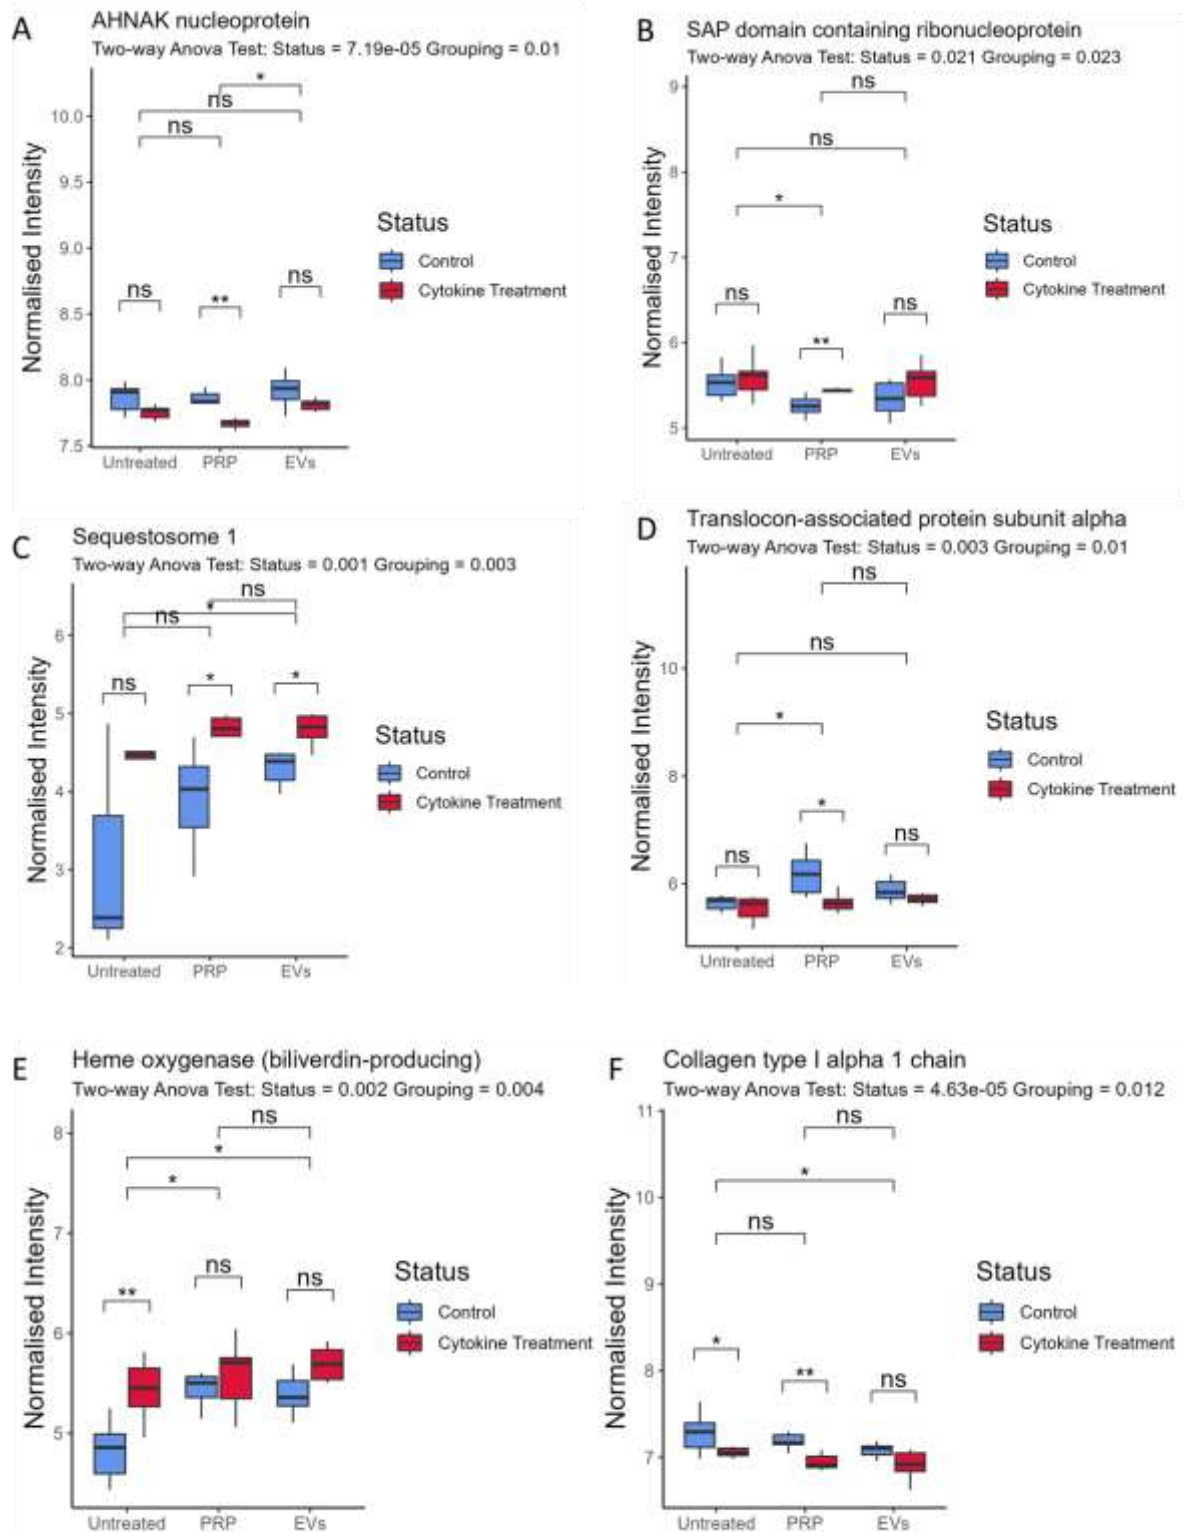 A
AHNAK nucleoprotein
Two-way Anova Test: Status = 7.19e-05 Grouping = 0.01
Normalised Intensity
10.0
9.5
9.0
8.5
8.0
7.5
*
ns
ns
ns
**
ns
Untreated PRP EVs
Status
Control
Cytokine Treatment
B
SAP domain containing ribonucleoprotein
Two-way Anova Test: Status = 0.021 Grouping = 0.023
Normalised Intensity
9
8
7
6
5
ns
ns
*
ns
**
ns
Untreated PRP EVs
Status
Control
Cytokine Treatment
C
Sequestosome 1
Two-way Anova Test: Status = 0.001 Grouping = 0.003
Normalised Intensity
6
5
4
3
2
ns
*
ns
ns
*
*
Untreated PRP EVs
Status
Control
Cytokine Treatment
D
Translocon-associated protein subunit alpha
Two-way Anova Test: Status = 0.003 Grouping = 0.01
Normalised Intensity
10
8
6
ns
ns
*
ns
*
ns
Untreated PRP EVs
Status
Control
Cytokine Treatment
E
Heme oxygenase (biliverdin-producing)
Two-way Anova Test: Status = 0.002 Grouping = 0.004
Normalised Intensity
8
7
6
5
ns
*
*
**
ns
ns
Untreated PRP EVs
Status
Control
Cytokine Treatment
F
Collagen type I alpha 1 chain
Two-way Anova Test: Status = 4.63e-05 Grouping = 0.012
Normalised Intensity
11
10
9
8
7
ns
*
ns
*
**
ns
Untreated PRP EVs
Status
Control
Cytokine Treatment